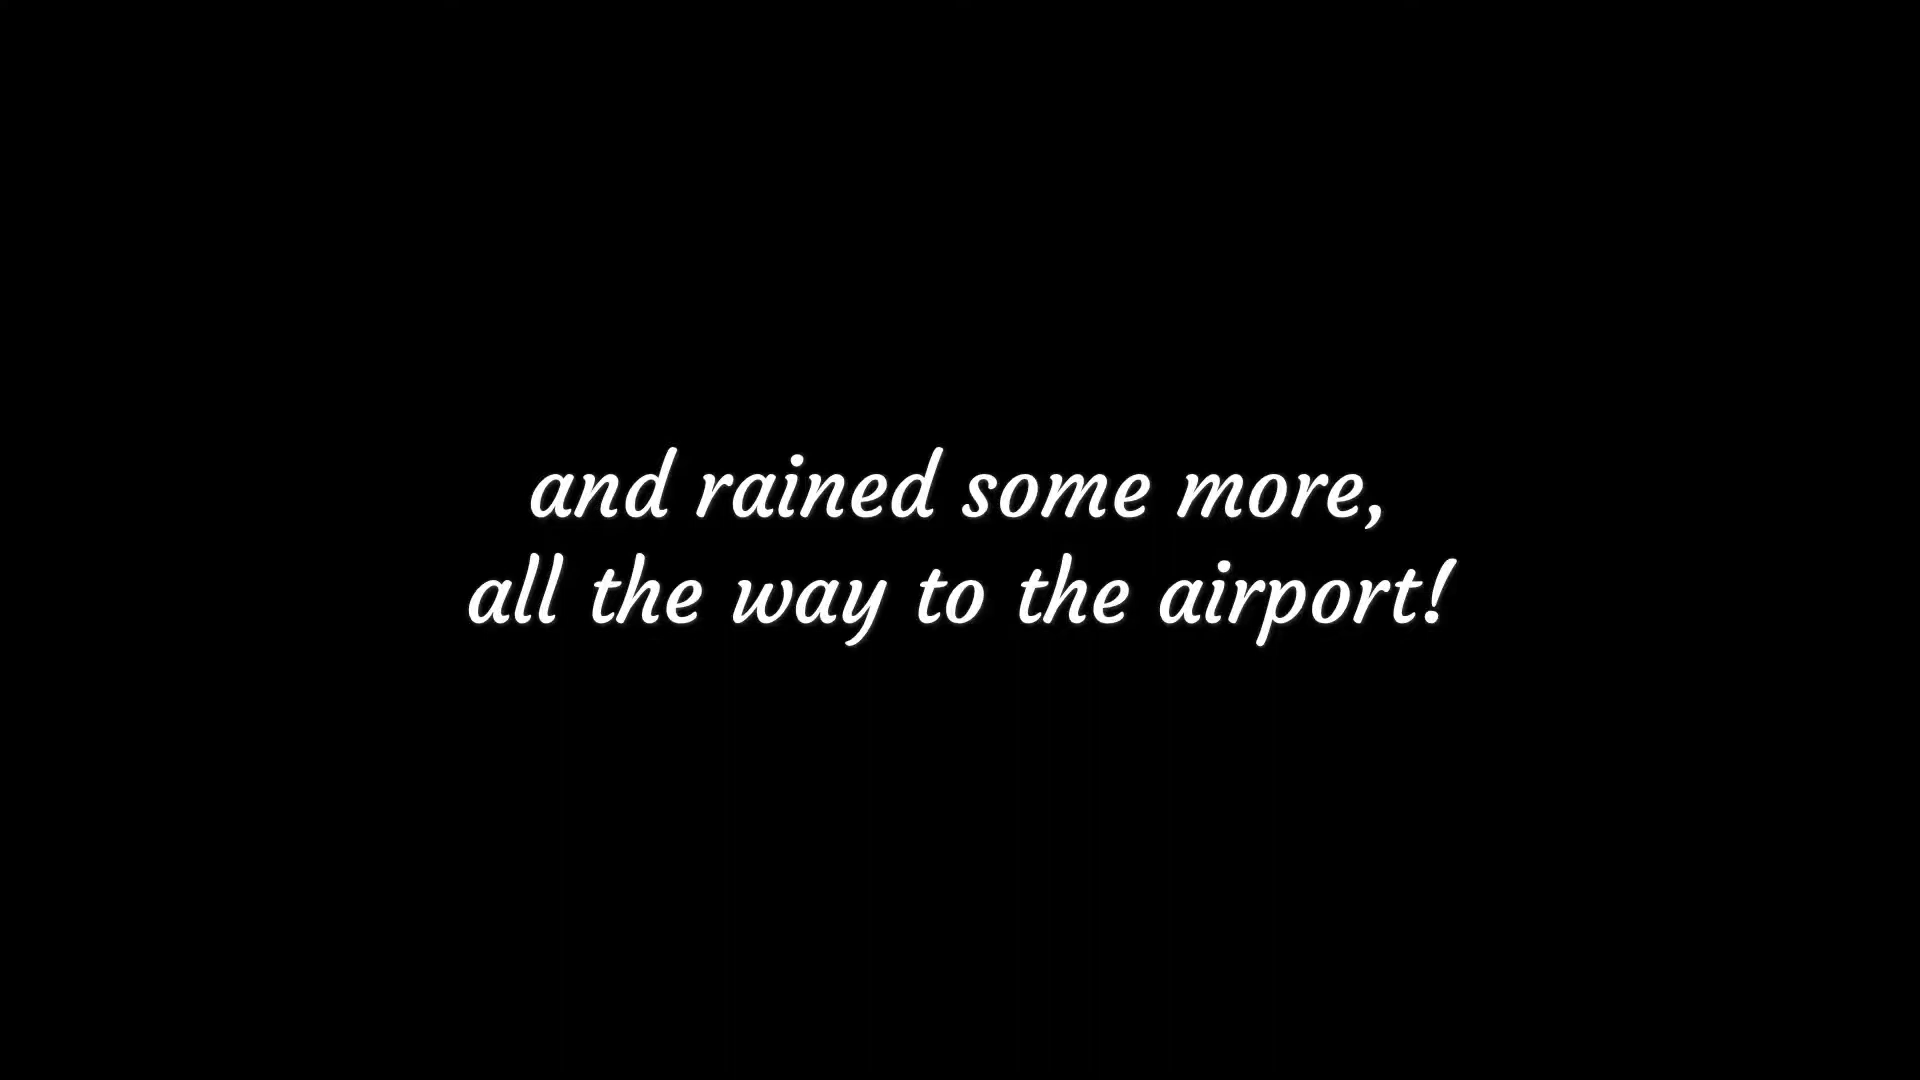 and rained some more,
all the way to the airport!